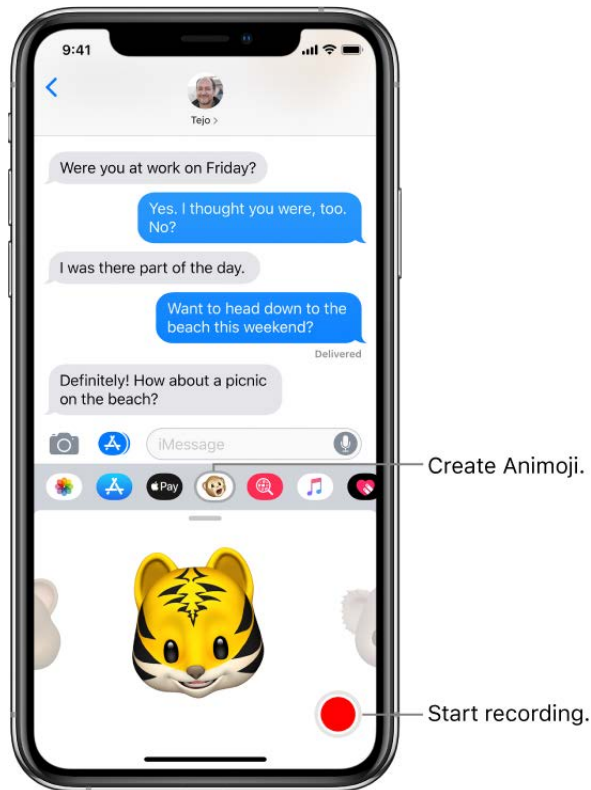 9:41
Tejo >
Were you at work on Friday?
Yes. I thought you were, too.
No?
I was there part of the day.
Want to head down to the
beach this weekend?
Delivered
Definitely! How about a picnic
on the beach?
iMessage
Pay
Create Animoji.
Start recording.